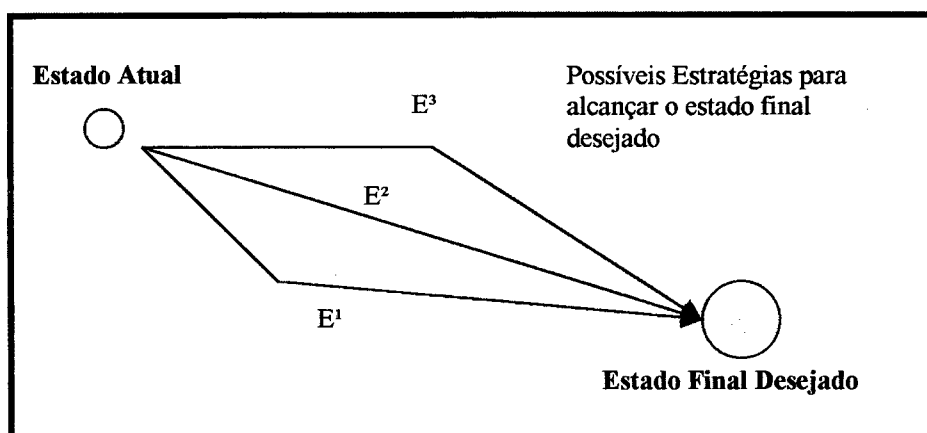 Estado Atual
E³
Possíveis Estratégias para
alcançar o estado final
desejado
E²
E¹
Estado Final Desejado